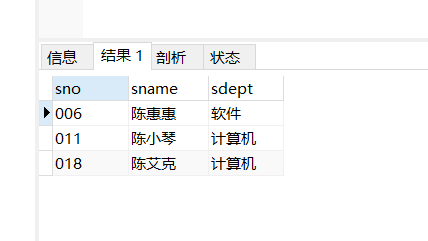 信息 结果 1 剖析 状态
sno sname sdept
006 陈惠惠 软件
011 陈小琴 计算机
018 陈艾克 计算机